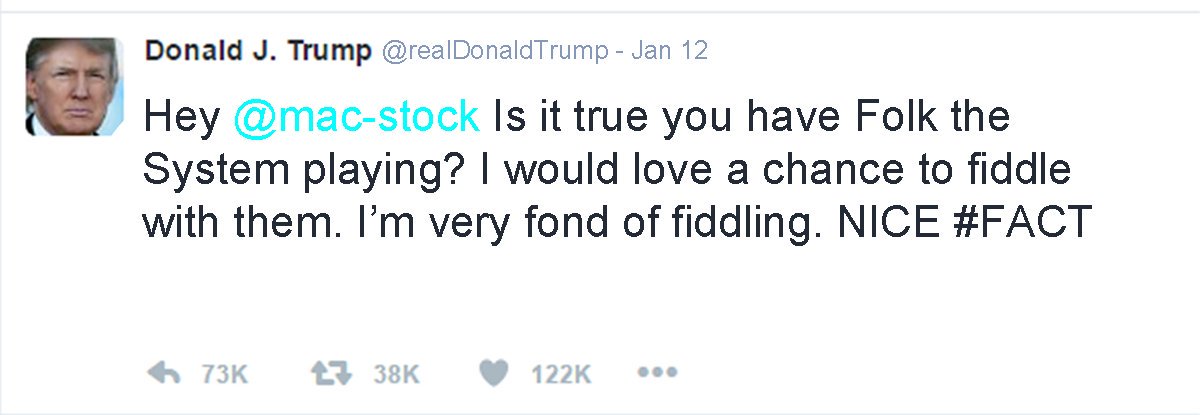 Donald J. Trump @realDonaldTrump - Jan 12
Hey @mac-stock Is it true you have Folk the
System playing? I would love a chance to fiddle
with them. I’m very fond of fiddling. NICE #FACT
73K 38K 122K